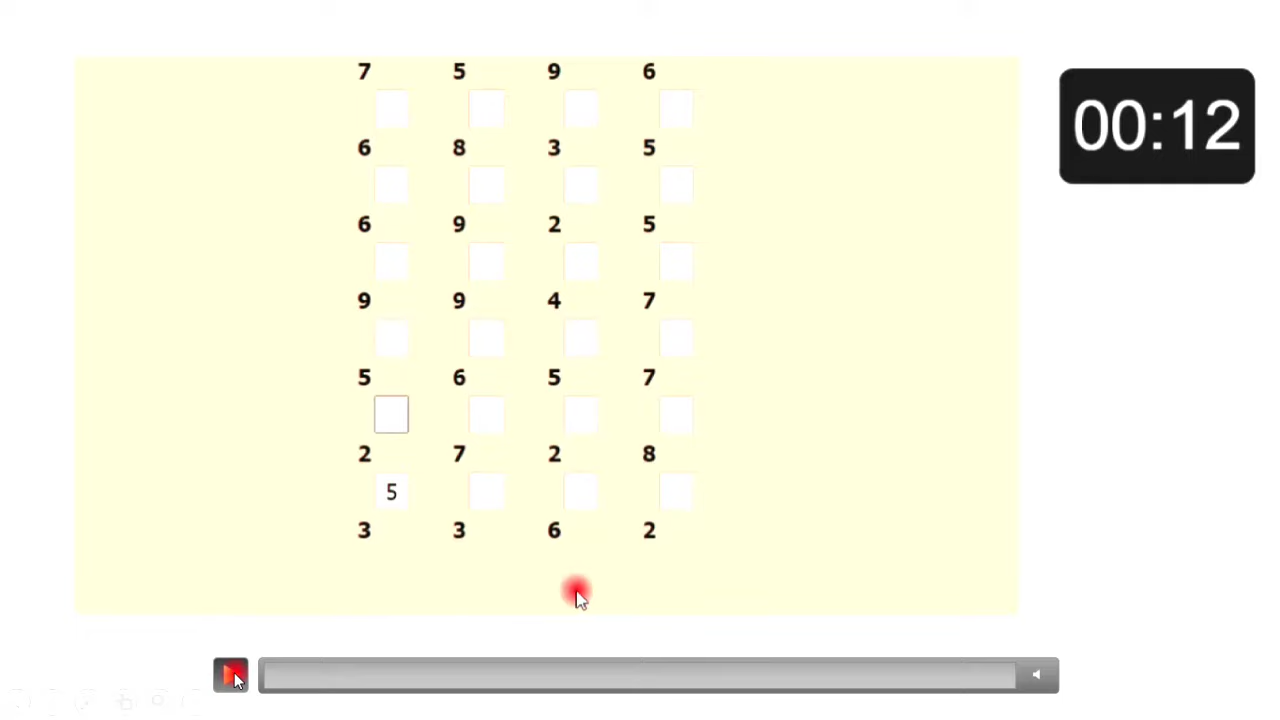 7 5 9 6
00:12
6 8 3 5
6 9 2 5
9 9 4 7
5 6 5 7
2 7 2 8
5
3 3 6 2